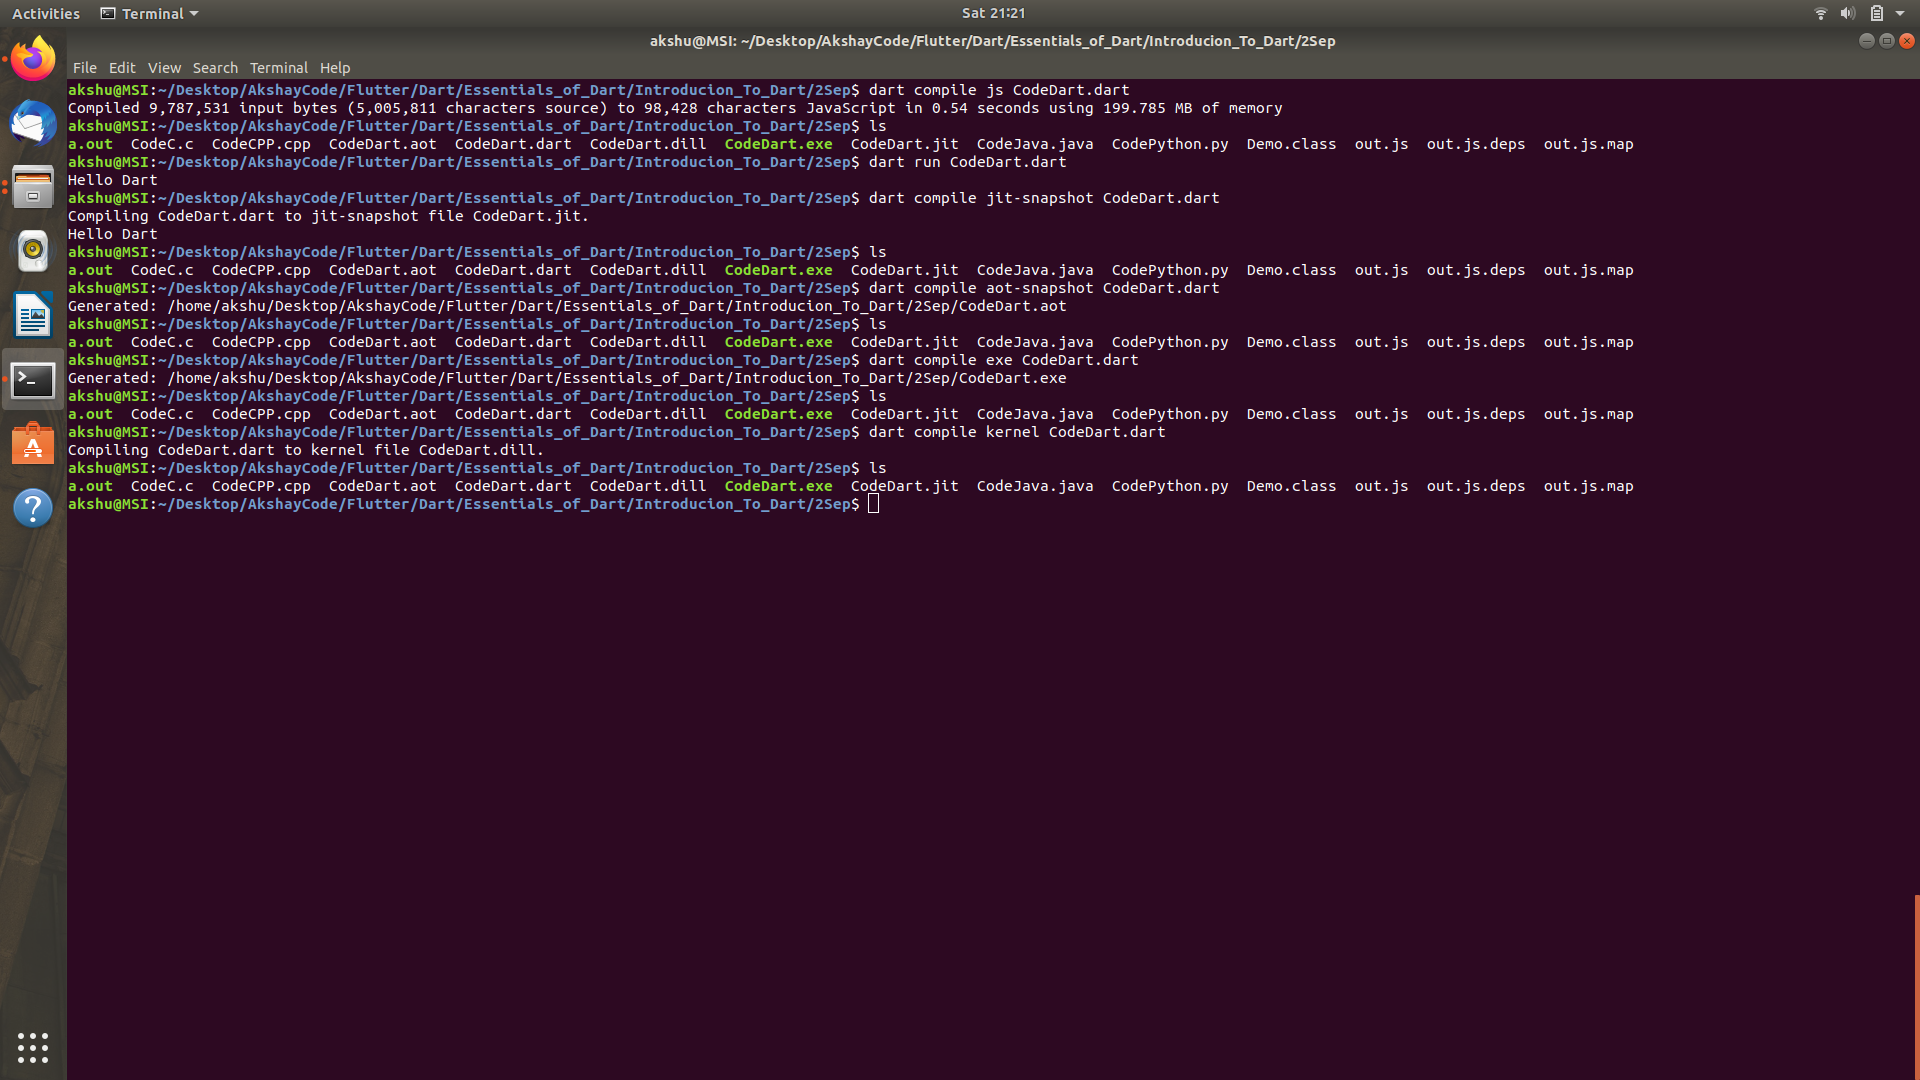 Activities Terminal Sat 21:21
akshu@MSI: ~/Desktop/AkshayCode/Flutter/Dart/Essentials_of_Dart/Introducion_To_Dart/2Sep
File Edit View Search Terminal Help
akshu@MSI:~/Desktop/AkshayCode/Flutter/Dart/Essentials_of_Dart/Introducion_To_Dart/2Sep$ dart compile js CodeDart.dart
Compiled 9,787,531 input bytes (5,005,811 characters source) to 98,428 characters JavaScript in 0.54 seconds using 199.785 MB of memory
akshu@MSI:~/Desktop/AkshayCode/Flutter/Dart/Essentials_of_Dart/Introducion_To_Dart/2Sep$ ls
a.out CodeC.c CodeCPP.cpp CodeDart.aot CodeDart.dart CodeDart.dill CodeDart.exe CodeDart.jit CodeJava.java CodePython.py Demo.class out.js out.js.deps out.js.map
akshu@MSI:~/Desktop/AkshayCode/Flutter/Dart/Essentials_of_Dart/Introducion_To_Dart/2Sep$ dart run CodeDart.dart
Hello Dart
akshu@MSI:~/Desktop/AkshayCode/Flutter/Dart/Essentials_of_Dart/Introducion_To_Dart/2Sep$ dart compile jit-snapshot CodeDart.dart
Compiling CodeDart.dart to jit-snapshot file CodeDart.jit.
Hello Dart
akshu@MSI:~/Desktop/AkshayCode/Flutter/Dart/Essentials_of_Dart/Introducion_To_Dart/2Sep$ ls
a.out CodeC.c CodeCPP.cpp CodeDart.aot CodeDart.dart CodeDart.dill CodeDart.exe CodeDart.jit CodeJava.java CodePython.py Demo.class out.js out.js.deps out.js.map
akshu@MSI:~/Desktop/AkshayCode/Flutter/Dart/Essentials_of_Dart/Introducion_To_Dart/2Sep$ dart compile aot-snapshot CodeDart.dart
Generated: /home/akshu/Desktop/AkshayCode/Flutter/Dart/Essentials_of_Dart/Introducion_To_Dart/2Sep/CodeDart.aot
akshu@MSI:~/Desktop/AkshayCode/Flutter/Dart/Essentials_of_Dart/Introducion_To_Dart/2Sep$ ls
a.out CodeC.c CodeCPP.cpp CodeDart.aot CodeDart.dart CodeDart.dill CodeDart.exe CodeDart.jit CodeJava.java CodePython.py Demo.class out.js out.js.deps out.js.map
akshu@MSI:~/Desktop/AkshayCode/Flutter/Dart/Essentials_of_Dart/Introducion_To_Dart/2Sep$ dart compile exe CodeDart.dart
Generated: /home/akshu/Desktop/AkshayCode/Flutter/Dart/Essentials_of_Dart/Introducion_To_Dart/2Sep/CodeDart.exe
akshu@MSI:~/Desktop/AkshayCode/Flutter/Dart/Essentials_of_Dart/Introducion_To_Dart/2Sep$ ls
a.out CodeC.c CodeCPP.cpp CodeDart.aot CodeDart.dart CodeDart.dill CodeDart.exe CodeDart.jit CodeJava.java CodePython.py Demo.class out.js out.js.deps out.js.map
akshu@MSI:~/Desktop/AkshayCode/Flutter/Dart/Essentials_of_Dart/Introducion_To_Dart/2Sep$ dart compile kernel CodeDart.dart
Compiling CodeDart.dart to kernel file CodeDart.dill.
akshu@MSI:~/Desktop/AkshayCode/Flutter/Dart/Essentials_of_Dart/Introducion_To_Dart/2Sep$ ls
a.out CodeC.c CodeCPP.cpp CodeDart.aot CodeDart.dart CodeDart.dill CodeDart.exe CodeDart.jit CodeJava.java CodePython.py Demo.class out.js out.js.deps out.js.map
akshu@MSI:~/Desktop/AkshayCode/Flutter/Dart/Essentials_of_Dart/Introducion_To_Dart/2Sep$